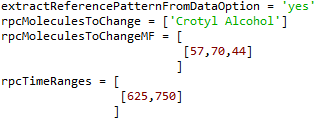 extractReferencePatternFromDataOption = 'yes'
rpcMoleculesToChange = ['Crotyl Alcohol']
rpcMoleculesToChangeMF = [
[57,70,44]
]
rpcTimeRanges = [
[625,750]
]